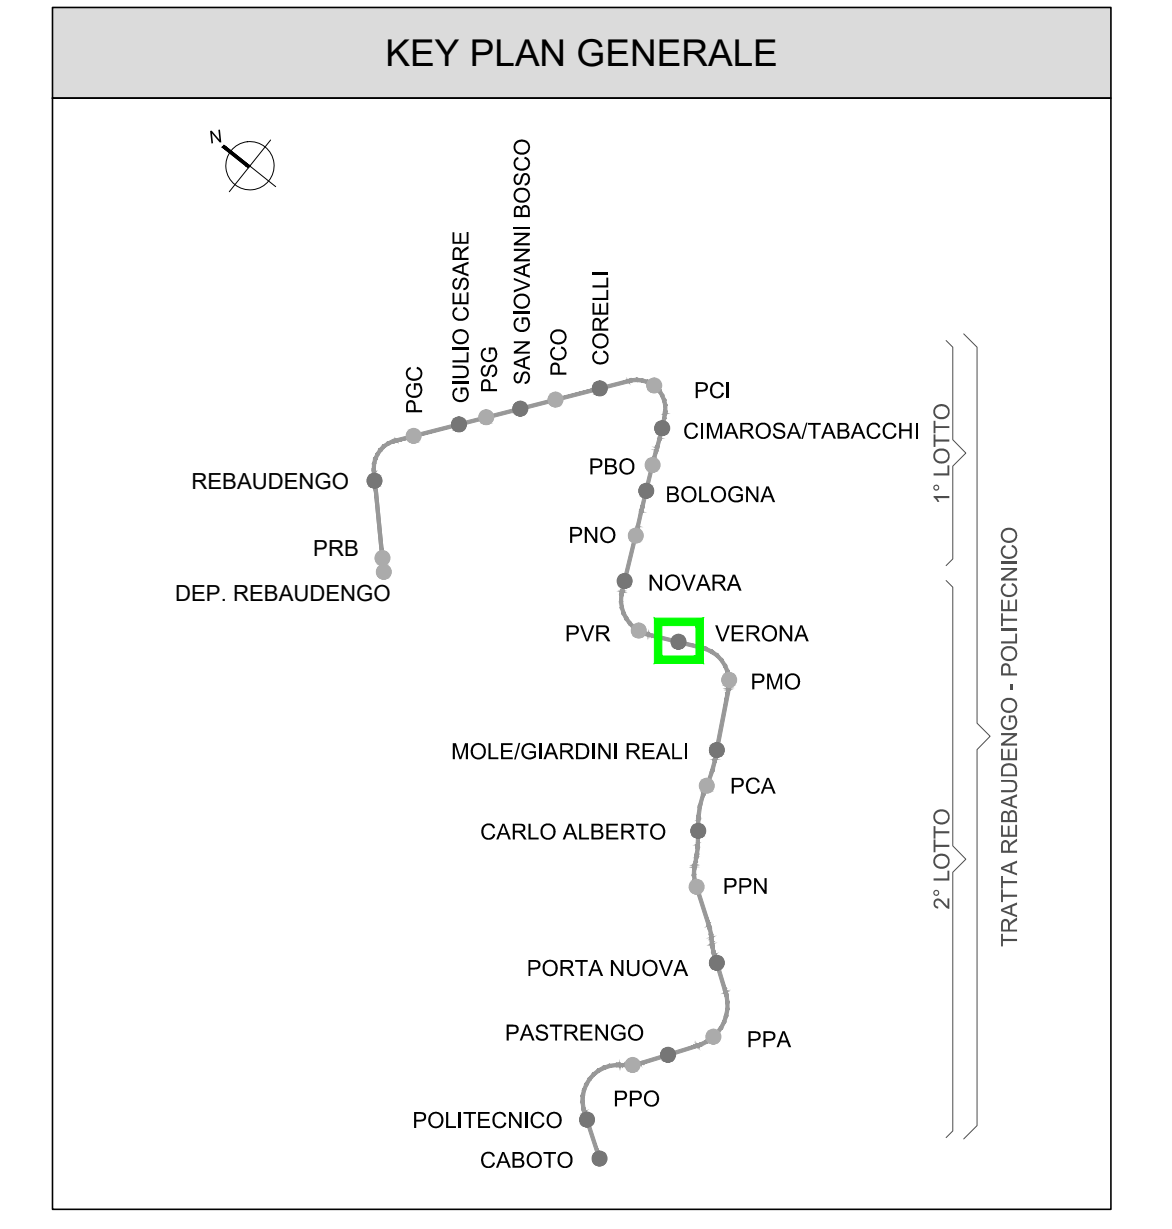 KEY PLAN GENERALE
N
PGC
GIULIO CESARE
PSG
SAN GIOVANNI BOSCO
PCO
CORELLI
PCI
CIMAROSA/TABACCHI
REBAUDENGO
PBO
BOLOGNA
PRB
PNO
DEP. REBAUDENGO
NOVARA
PVR
VERONA
PMO
MOLE/GIARDINI REALI
PCA
CARLO ALBERTO
PPN
PORTA NUOVA
PASTRENGO
PPA
PPO
POLITECNICO
CABOTO
1° LOTTO
2° LOTTO
TRATTA REBAUDENGO - POLITECNICO